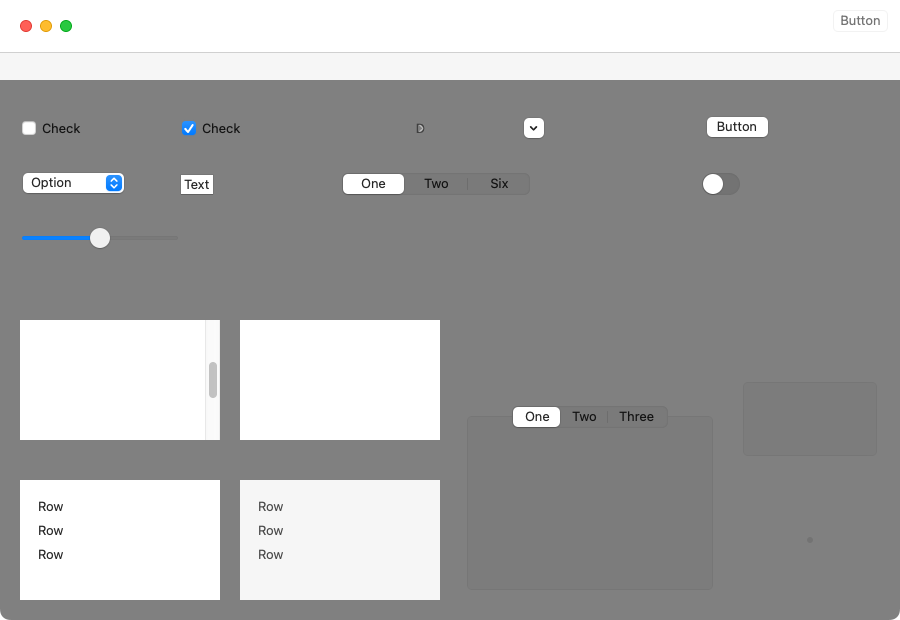 Button
Check
Check
D
Button
Option
Text
One Two Six
One Two Three
Row
Row
Row
Row
Row
Row